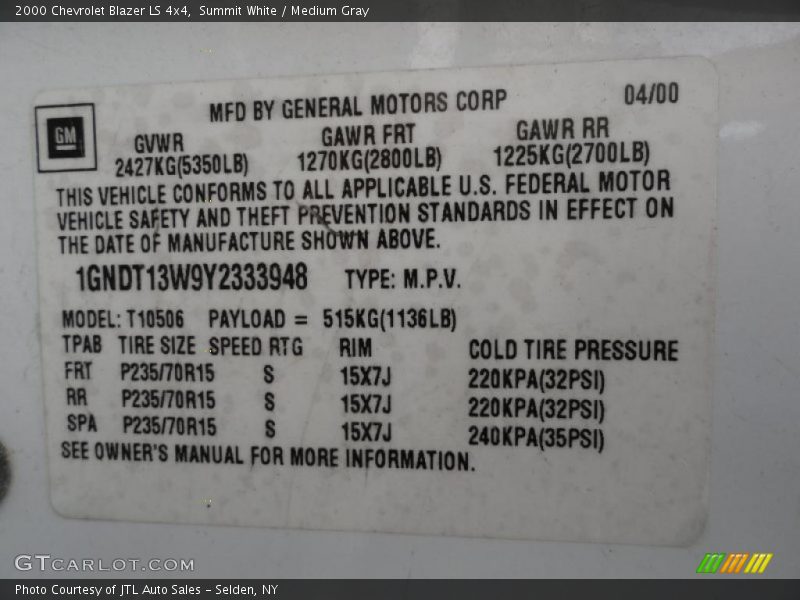 2000 Chevrolet Blazer LS 4x4,  Summit White / Medium Gray
MFD BY GENERAL MOTORS CORP 04/00
GM
GVWR GAWR FRT GAWR RR
2427KG(5350LB) 1270KG(2800LB) 1225KG(2700LB)
THIS VEHICLE CONFORMS TO ALL APPLICABLE U.S. FEDERAL MOTOR
VEHICLE SAFETY AND THEFT PREVENTION STANDARDS IN EFFECT ON
THE DATE OF MANUFACTURE SHOWN ABOVE.
1GNDT13W9Y2333948 TYPE: M.P.V.
MODEL: T10506 PAYLOAD = 515KG(1136LB)
TPAB TIRE SIZE SPEED RTG RIM COLD TIRE PRESSURE
FRT P235/70R15 S 15X7J 220KPA(32PSI)
RR P235/70R15 S 15X7J 220KPA(32PSI)
SPA P235/70R15 S 15X7J 240KPA(35PSI)
SEE OWNER'S MANUAL FOR MORE INFORMATION.
GTCARLOT.COM
Photo Courtesy of JTL Auto Sales - Selden, NY